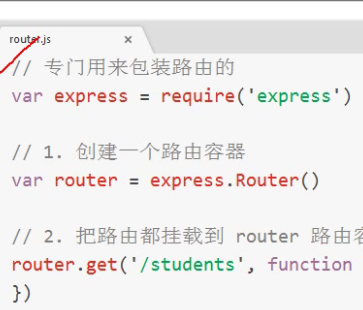 router.js ×
// 专门用来包装路由的
var express = require('express')
// 1. 创建一个路由容器
var router = express.Router()
// 2. 把路由都挂载到 router 路由
router.get('/students', function
})